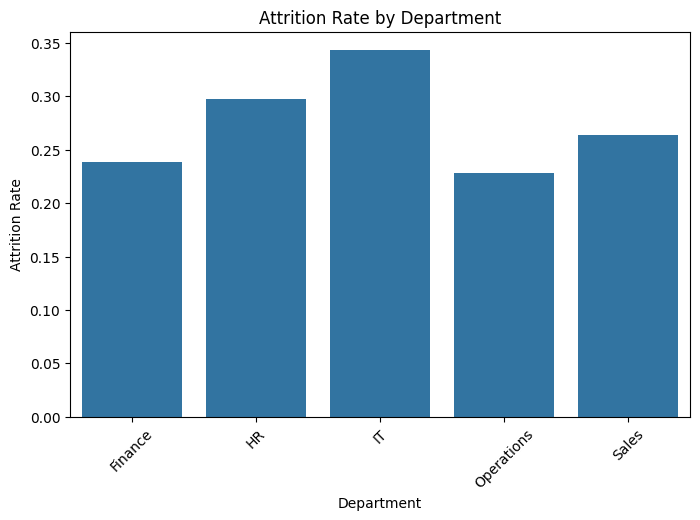 Attrition Rate by Department
Attrition Rate
0.35
0.30
0.25
0.20
0.15
0.10
0.05
0.00
Finance
HR
IT
Operations
Sales
Department